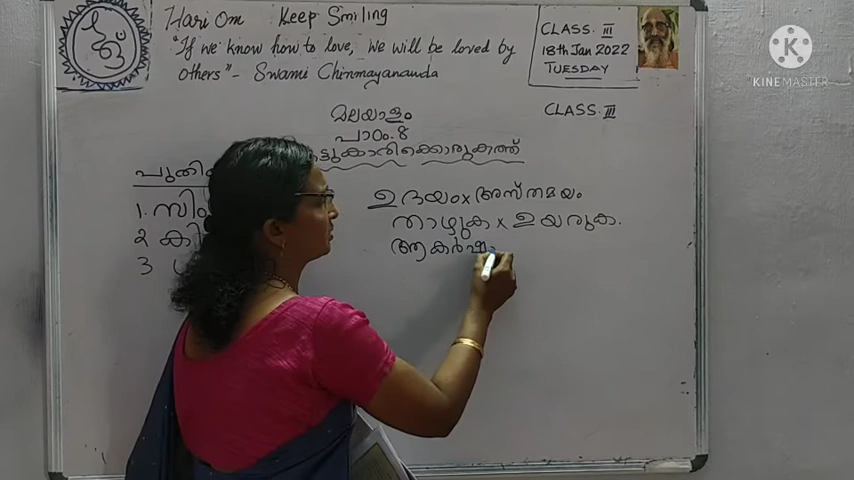 Hari Om Keep Smiling
"If we know how to love, we will be loved by
others" - Swami Chinmayananda
CLASS. III
18th Jan 2022
TUESDAY
KINEMASTER
മലയാളം
CLASS. III
പാഠം. 8
ട്ടുകാരിക്കൊരുകത്ത്
പുതി
1. സിം
2 കി
3
ഉദയം x അസ്തമയം
താഴുക x ഉയരുക.
ആകർഷ